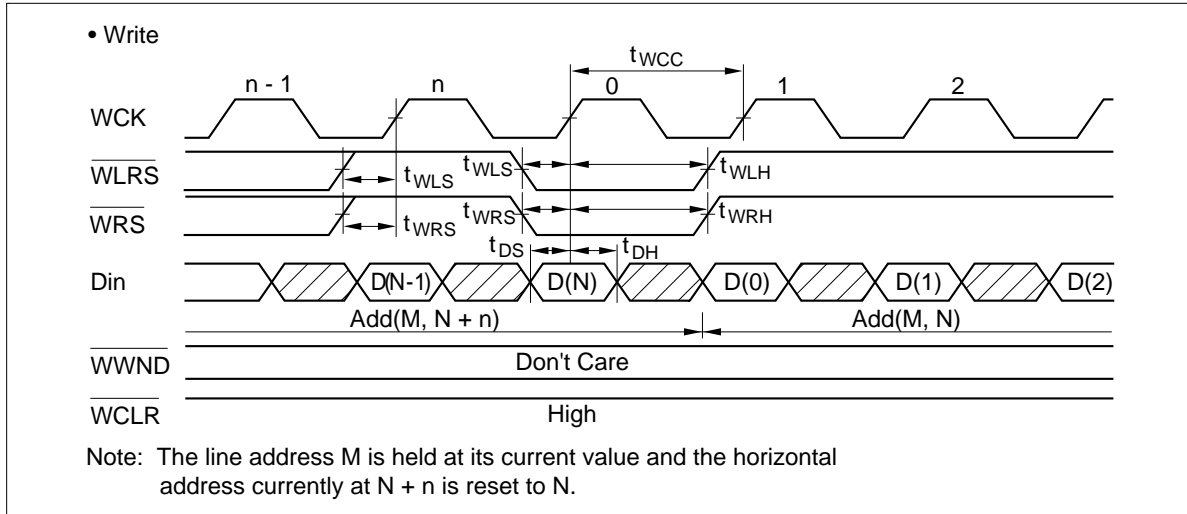 • Write
tWCC
n - 1 n 0 1 2
WCK
WLRS tWLS tWLS tWLH
WRS tWRS tWRS tWRH
tDS tDH
Din D(N-1) D(N) D(0) D(1) D(2)
Add(M, N + n) Add(M, N)
WWND Don't Care
WCLR High
Note: The line address M is held at its current value and the horizontal
address currently at N + n is reset to N.